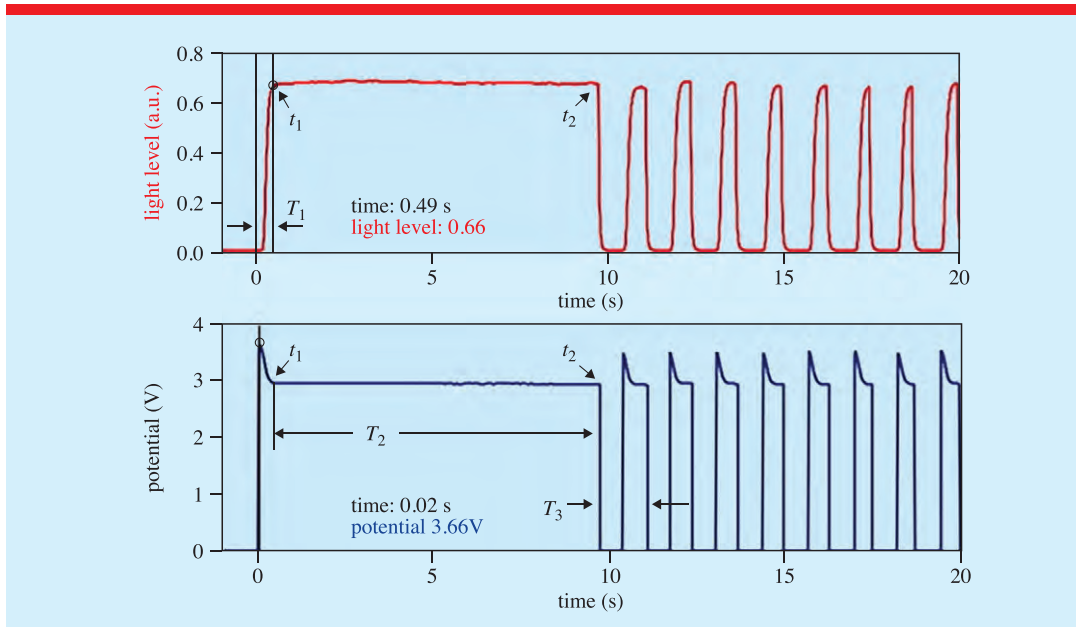 0.8
0.6
0.4
0.2
0.0
light level (a.u.)
t1
t2
T1
time: 0.49 s
light level: 0.66
0
5
10
15
20
time (s)
4
3
2
1
0
potential (V)
t1
t2
T2
T3
time: 0.02 s
potential 3.66V
0
5
10
15
20
time (s)